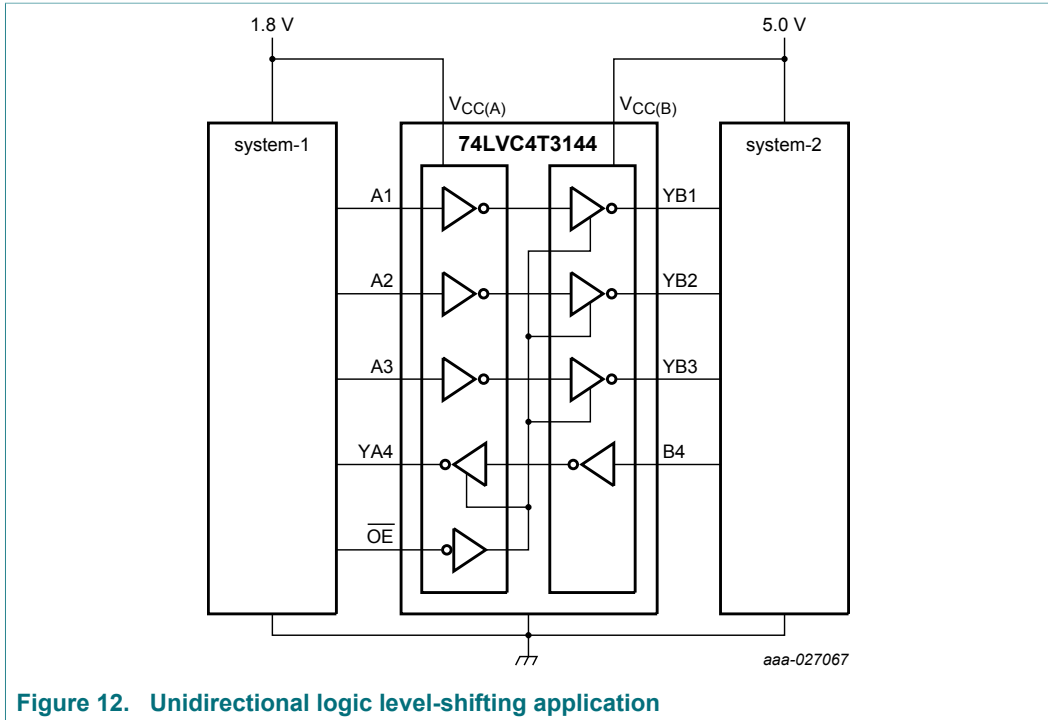 1.8 V
5.0 V
VCC(A)
VCC(B)
system-1
74LVC4T3144
system-2
A1
YB1
A2
YB2
A3
YB3
YA4
B4
OE
aaa-027067
Figure 12. Unidirectional logic level-shifting application